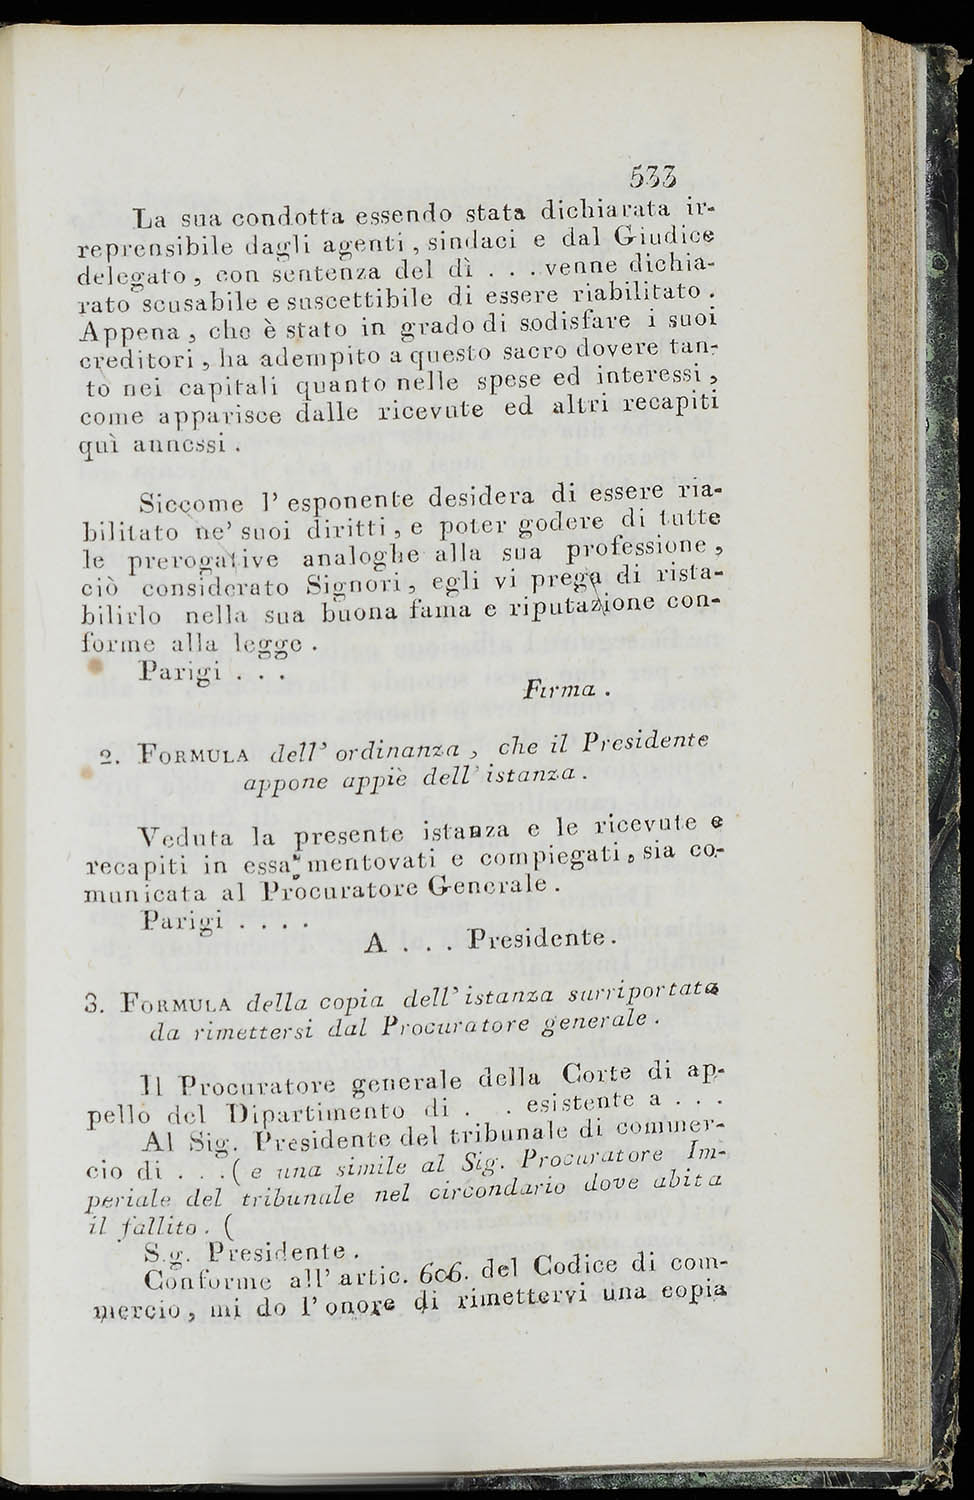 533
La sua condotta essendo stata dichiarata ir-
reprensibile dagli agenti , sindaci e dal Giudice
delegato , con sentenza del dì . . . venne dichia-
rato scusabile e suscettibile di essere riabilitato .
Appena , che è stato in grado di sodisfare i suoi
creditori , ha adempito a questo sacro dovere tan-
to nei capitali quanto nelle spese ed interessi ,
come apparisce dalle ricevute ed altri recapiti
quì annessi .
Siccome l' esponente desidera di essere ria-
bilitato ne' suoi diritti , e poter godere di tutte
le prerogative analoghe alla sua professione ,
ciò considerato Signori , egli vi prega di rista-
bilirlo nella sua buona fama e riputazione con-
forme alla legge .
Parigi . . .
Firma .
2. FORMULA dell' ordinanza , che il Presidente
appone appiè dell' istanza .
Veduta la presente istanza e le ricevute e
recapiti in essa mentovati e compiegati , sia co-
municata al Procuratore Generale .
Parigi . . . .
A . . . Presidente .
3. FORMULA della copia dell' istanza surriportata
da rimettersi dal Procuratore generale .
Il Procuratore generale della Corte di ap-
pello del Dipartimento di . . esistente a . . .
Al Sig. Presidente del tribunale di commer-
cio di . . . ( e una simile al Sig. Procuratore Im-
periale del tribunale nel circondario dove abita
il fallito . (
S.g. Presidente .
Conforme all' artic. 606. del Codice di com-
mercio , mi do l' onore di rimettervi una copia